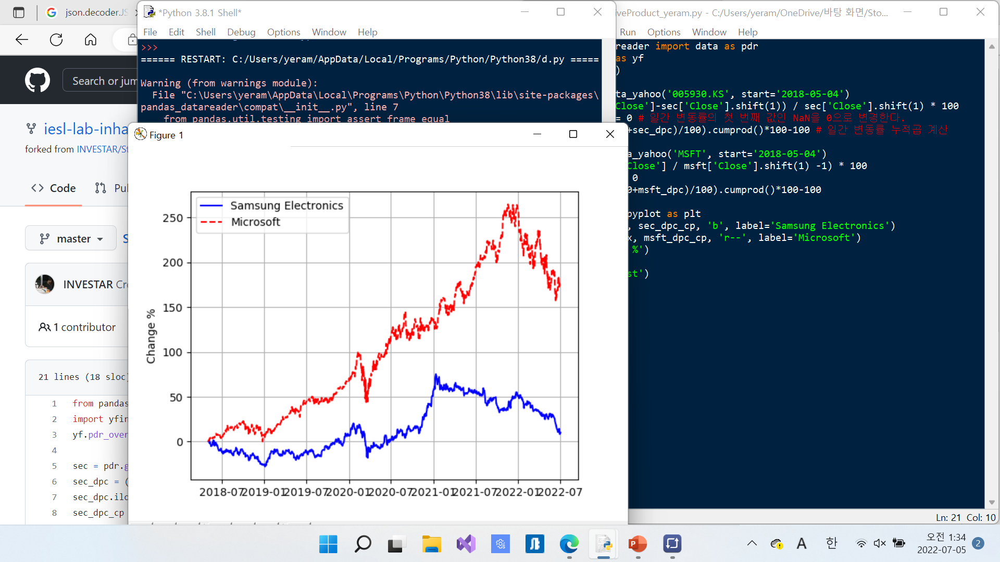 json.decoder.JS
*Python 3.8.1 Shell*
File Edit Shell Debug Options Window Help
>>>
====== RESTART: C:/Users/yeram/AppData/Local/Programs/Python/Python38/d.py =====
Warning (from warnings module):
File "C:\Users\yeram\AppData\Local\Programs\Python\Python38\lib\site-packages\
pandas_datareader\compat\__init__.py", line 7
from pandas.util.testing import assert_frame_equal
iveProduct_yeram.py - C:/Users/yeram/OneDrive/바탕 화면/Sto...
Run Options Window Help
reader import data as pdr
as yf
)
ta_yahoo('005930.KS', start='2018-05-04')
Close']-sec['Close'].shift(1)) / sec['Close'].shift(1) * 100
= 0 # 일간 변동률의 첫 번째 값인 NaN을 0으로 변경한다.
+sec_dpc)/100).cumprod()*100-100 # 일간 변동률 누적곱 계산
a_yahoo('MSFT', start='2018-05-04')
Close'] / msft['Close'].shift(1) -1) * 100
0
0+msft_dpc)/100).cumprod()*100-100
pyplot as plt
, sec_dpc_cp, 'b', label='Samsung Electronics')
x, msft_dpc_cp, 'r--', label='Microsoft')
%')
st')
Ln: 21 Col: 10
Search or jum
iesl-lab-inha
forked from INVESTAR/St
Code
Pul
master
S
INVESTAR Cre
1 contributor
21 lines (18 sloc)
1 from pandas
2 import yfin
3 yf.pdr_over
4
5 sec = pdr.g
6 sec_dpc = (
7 sec_dpc.ilo
8 sec_dpc_cp
Figure 1
Samsung Electronics
Microsoft
Change %
250
200
150
100
50
0
2018-07
2019-01
2019-07
2020-01
2020-07
2021-01
2021-07
2022-01
2022-07
A
한
오전 1:34
2022-07-05
2